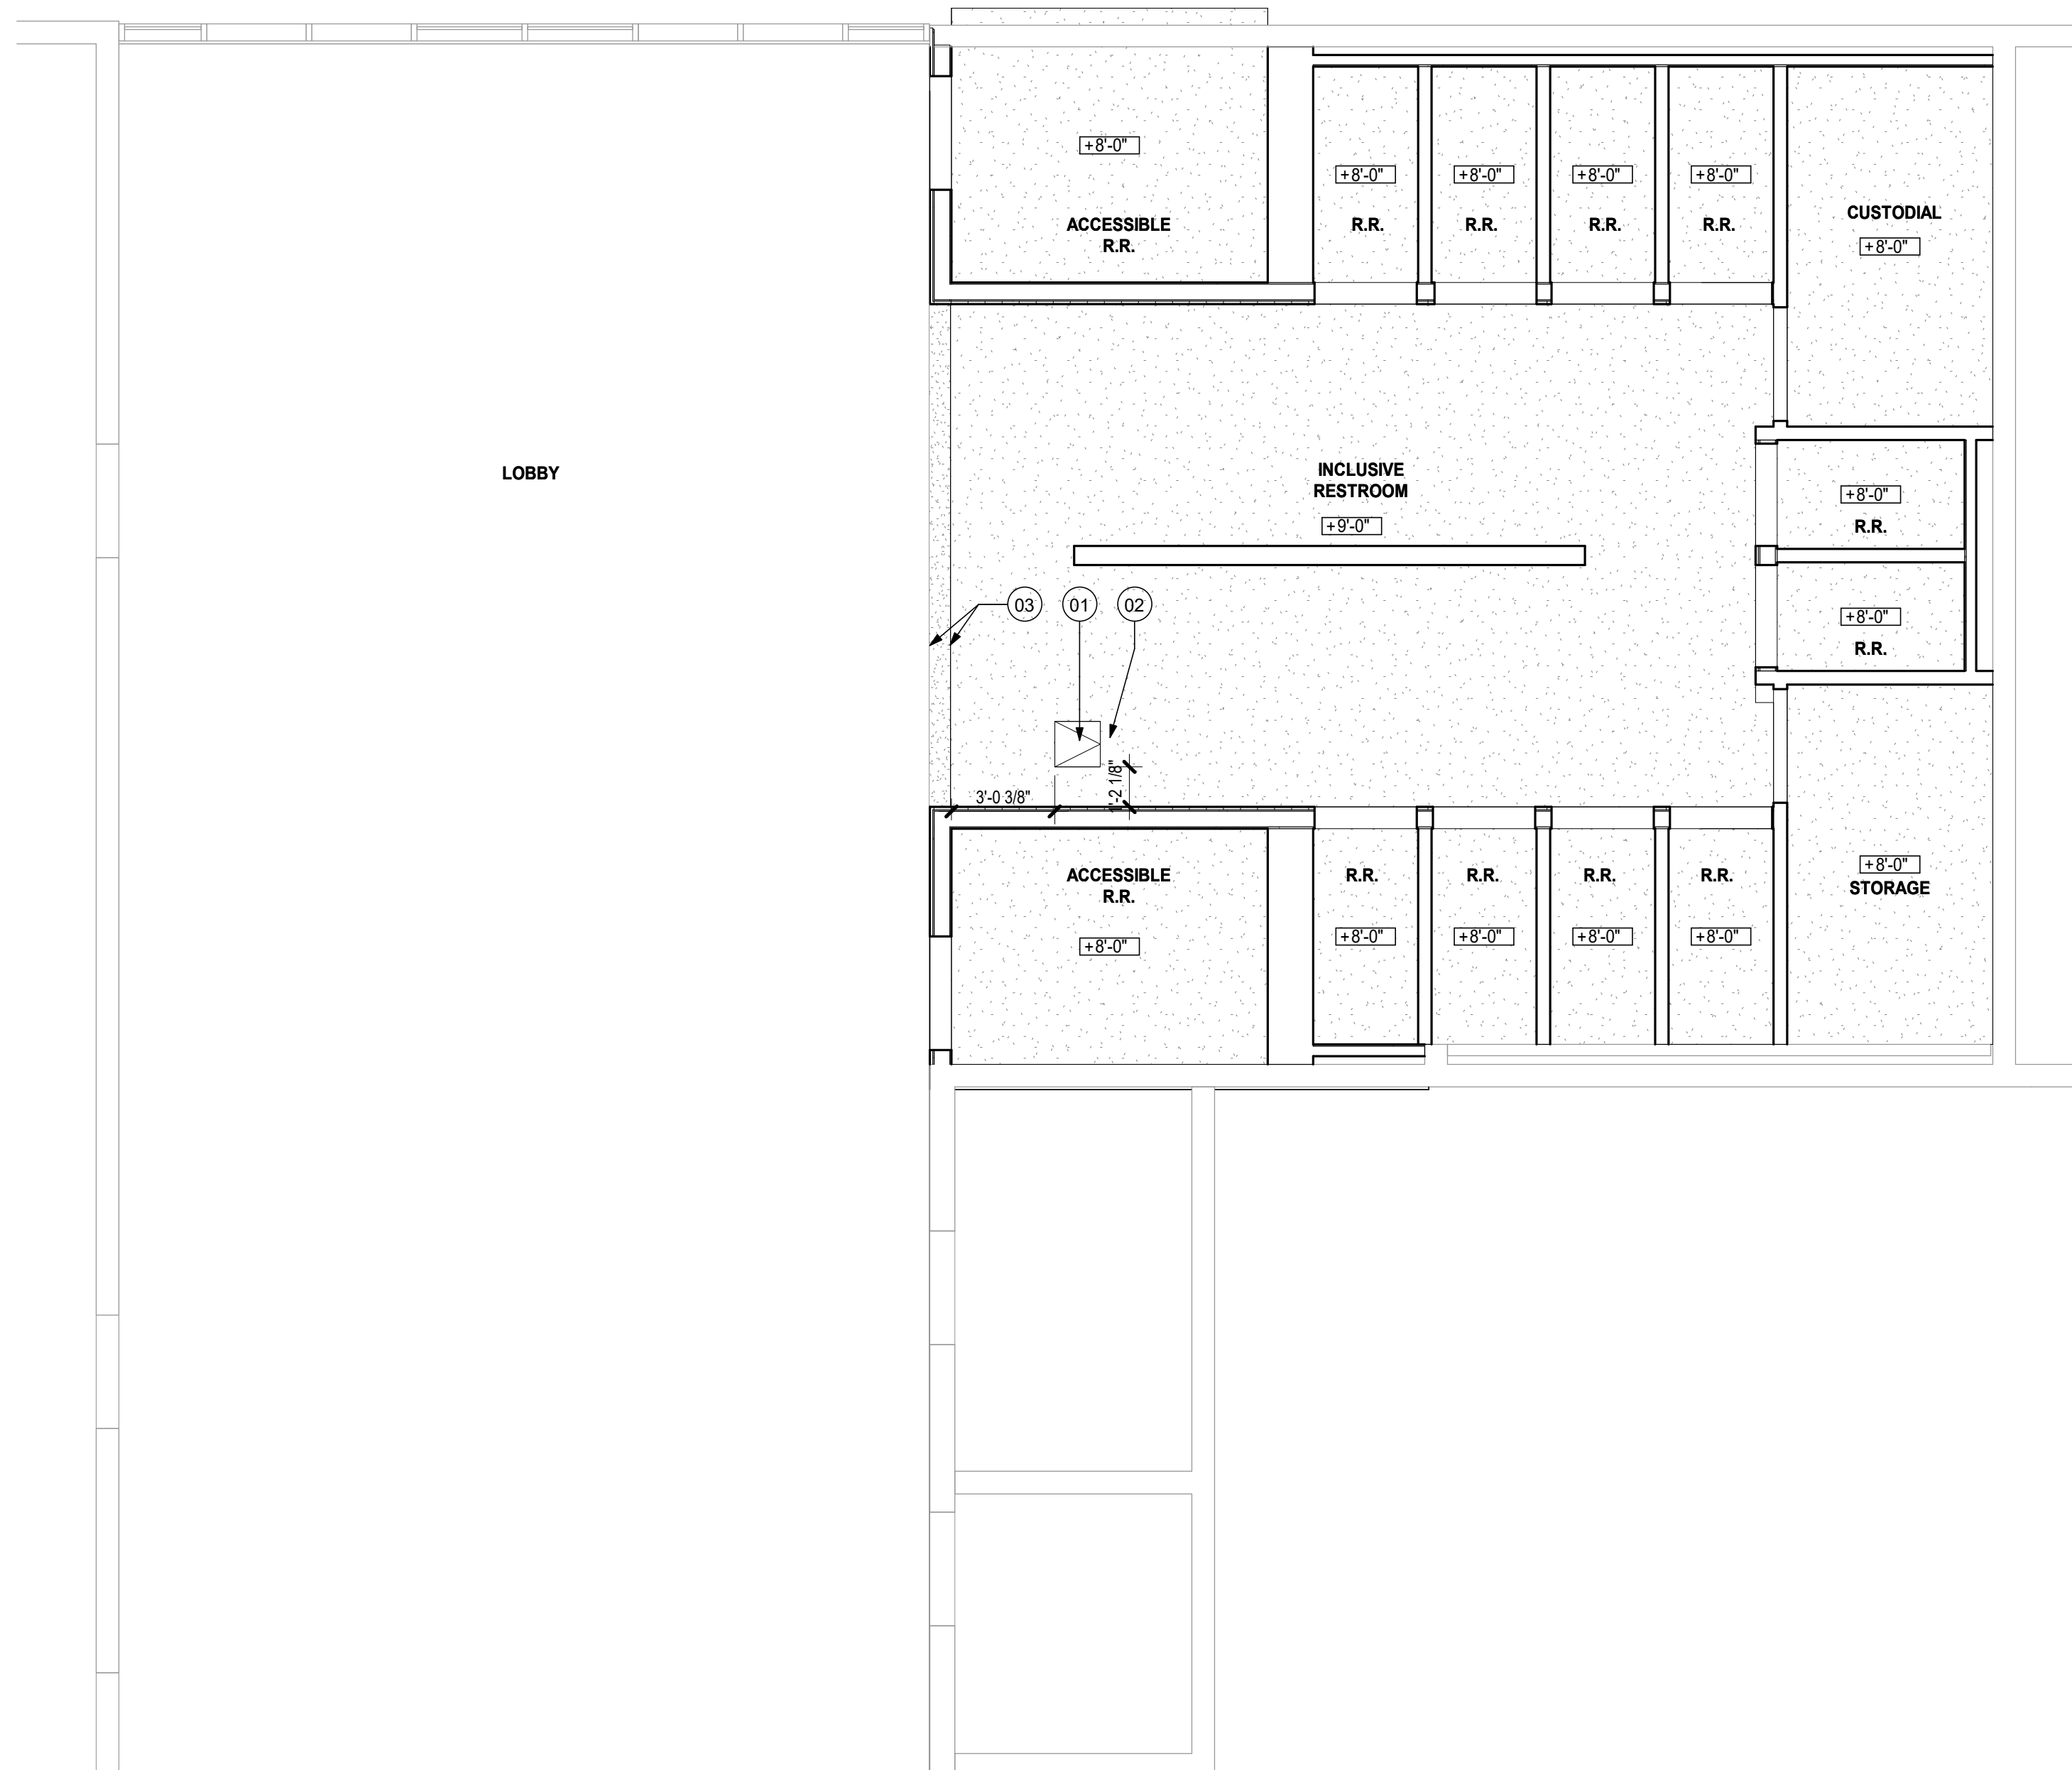 +8'-0"
ACCESSIBLE
R.R.
+8'-0"
R.R.
+8'-0"
R.R.
+8'-0"
R.R.
+8'-0"
R.R.
CUSTODIAL
+8'-0"
LOBBY
INCLUSIVE
RESTROOM
+9'-0"
+8'-0"
R.R.
+8'-0"
R.R.
03
01
02
3'-0 3/8"
1'-2 1/8"
ACCESSIBLE
R.R.
+8'-0"
R.R.
+8'-0"
R.R.
+8'-0"
R.R.
+8'-0"
R.R.
+8'-0"
+8'-0"
STORAGE